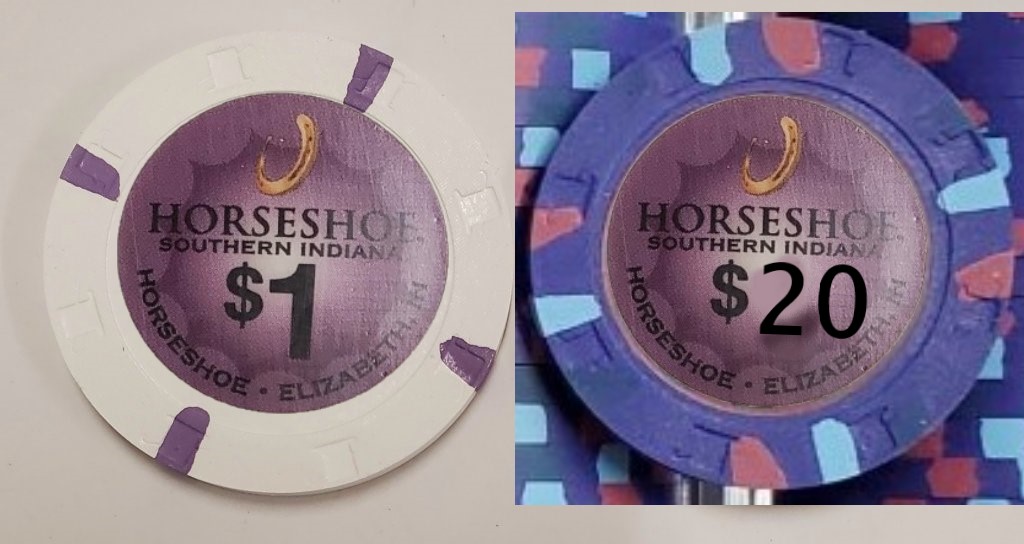 HORSESHOE
SOUTHERN INDIANA
$1
HORSESHOE • ELIZABETH, IN
HORSESHOE
SOUTHERN INDIANA
$20
HORSESHOE • ELIZABETH, IN